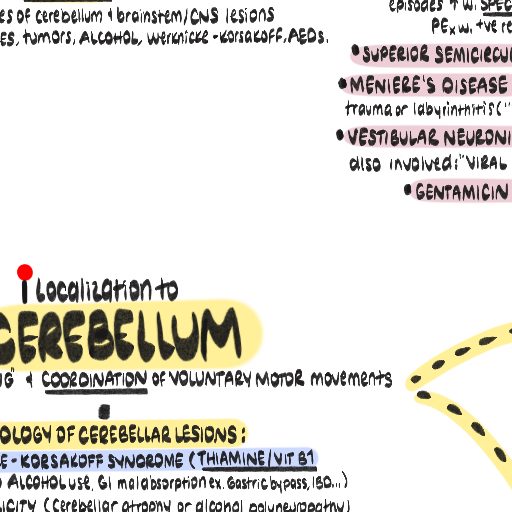 es of cerebellum & brainstem/CNS lesions
ES, TUMORS, ALCOHOL, WERNICKE-KORSAKOFF, AEDs.
episodes ↑ w. SPEC
PEx w. +ve re
• SUPERIOR SEMICIRCU
• MENIERE'S DISEASE
trauma or labyrinthitis ("
• VESTIBULAR NEURONI
also involved: "VIRAL
• GENTAMICIN
Localization to
CEREBELLUM
NG" & COORDINATION OF VOLUNTARY MOTOR movements
OLOGY OF CEREBELLAR LESIONS:
E-KORSAKOFF SYNDROME (THIAMINE/VIT B1
ALCOHOL USE, GI malabsorption ex. Gastric bypass, IBD...)
ICITY (Cerebellar atrophy or alcohol polyneuropathy)